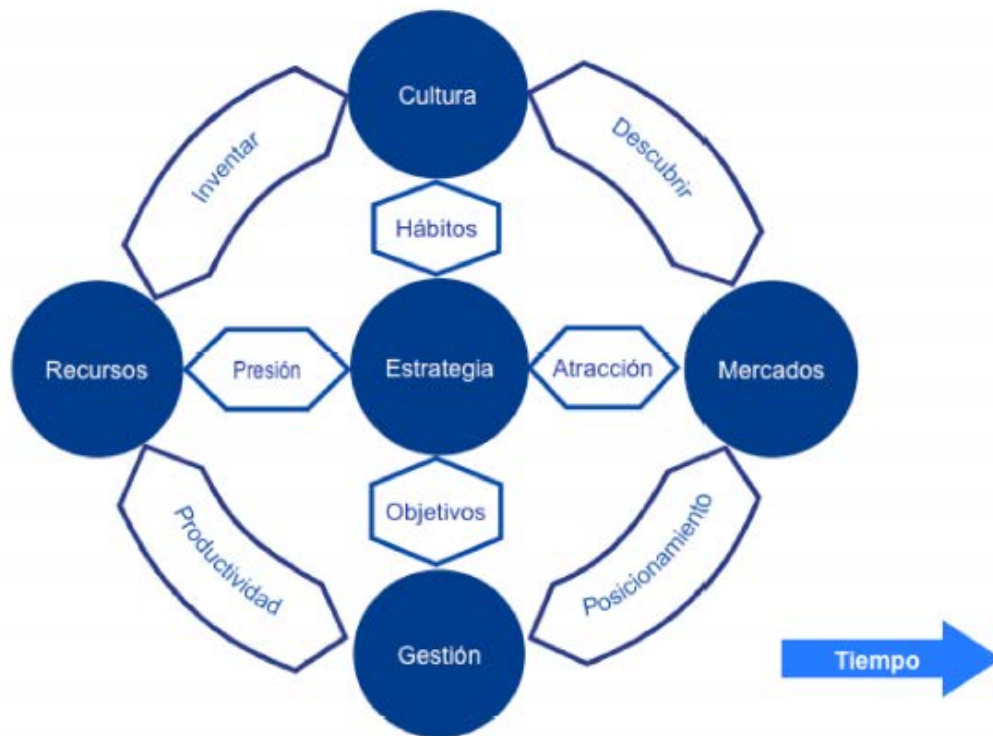 Cultura
Inventar
Descubrir
Hábitos
Recursos
Presión
Estrategia
Atracción
Mercados
Objetivos
Productividad
Posicionamiento
Gestión
Tiempo